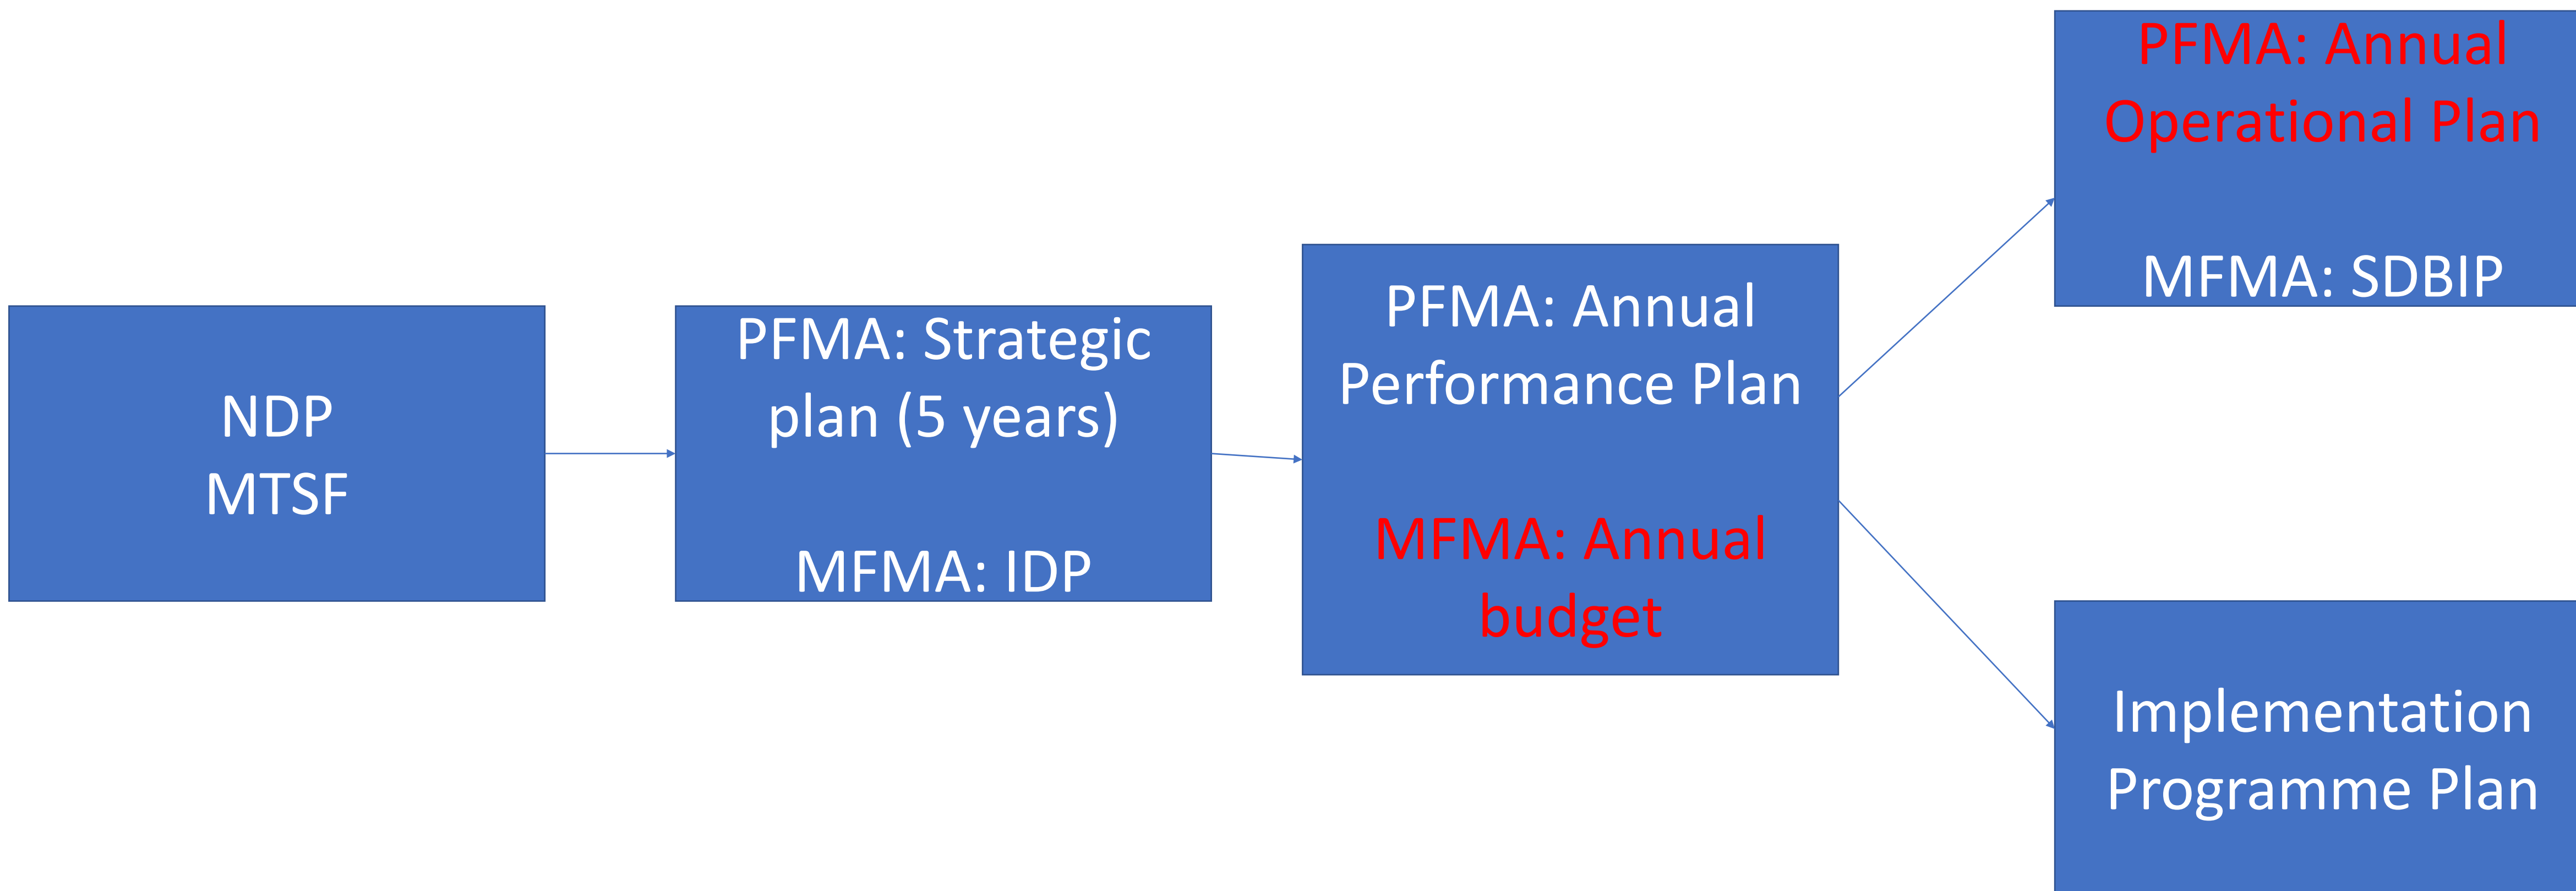 NDP
MTSF
PFMA: Strategic
plan (5 years)
MFMA: IDP
PFMA: Annual
Performance Plan
MFMA: Annual
budget
PFMA: Annual
Operational Plan
MFMA: SDBIP
Implementation
Programme Plan